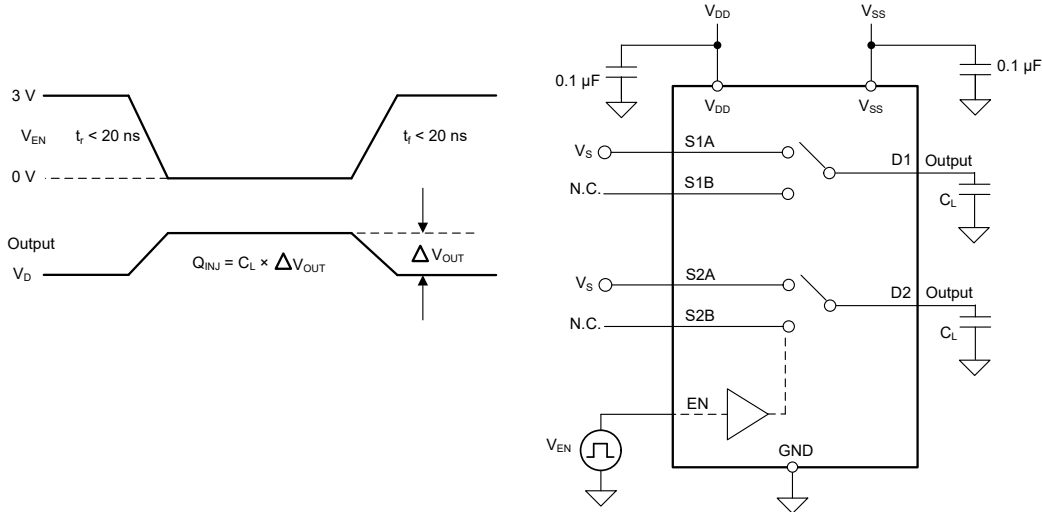 3 V
V_EN
t_r < 20 ns
t_f < 20 ns
0 V
Output
V_D
Q_INJ = C_L × ΔV_OUT
ΔV_OUT
V_DD
V_SS
0.1 µF
0.1 µF
V_DD
V_SS
V_S
S1A
D1
Output
N.C.
S1B
C_L
V_S
S2A
D2
Output
N.C.
S2B
C_L
EN
V_EN
GND